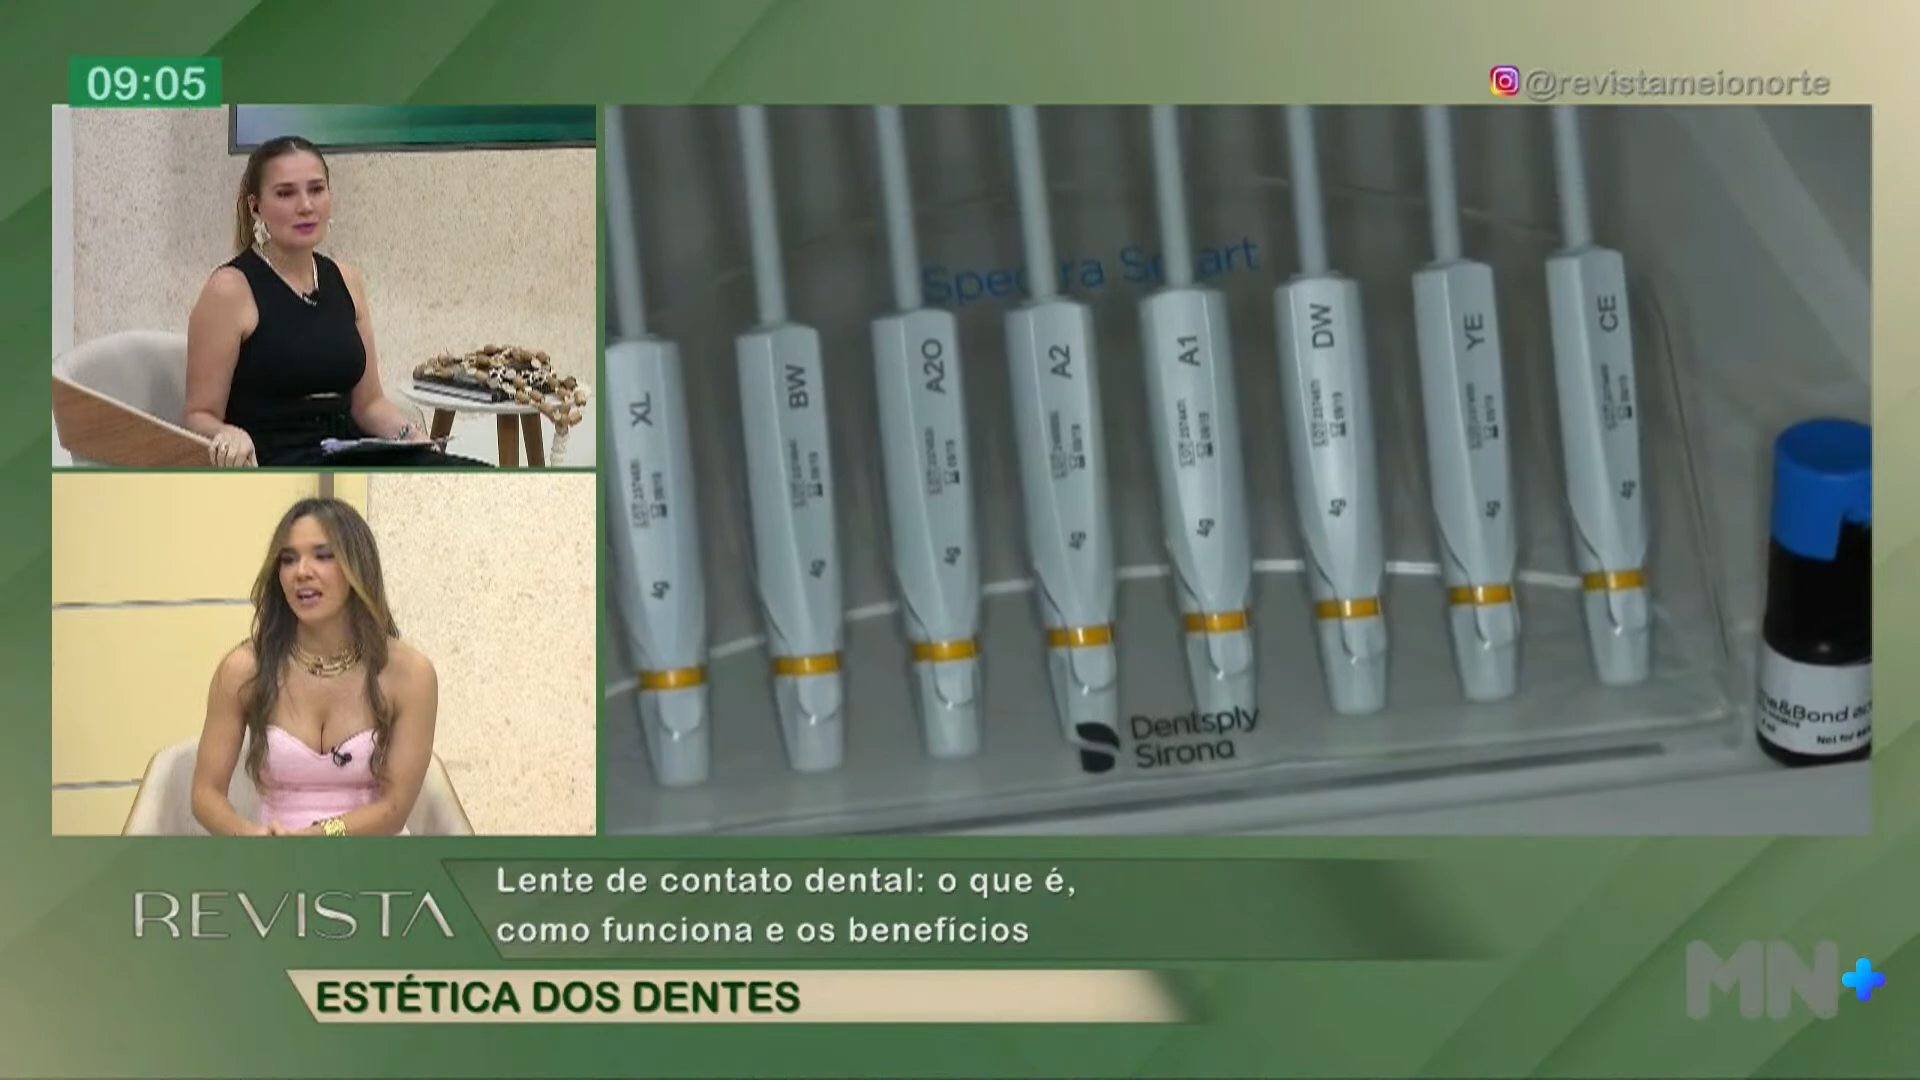 09:05
@revistameionorte
Spectra Smart
XL
BW
A2O
A2
A1
DW
YE
CE
4g
4g
4g
4g
4g
4g
4g
4g
Dentsply
Sirona
&Bond
REVISTA
Lente de contato dental: o que é,
como funciona e os benefícios
ESTÉTICA DOS DENTES
MN+